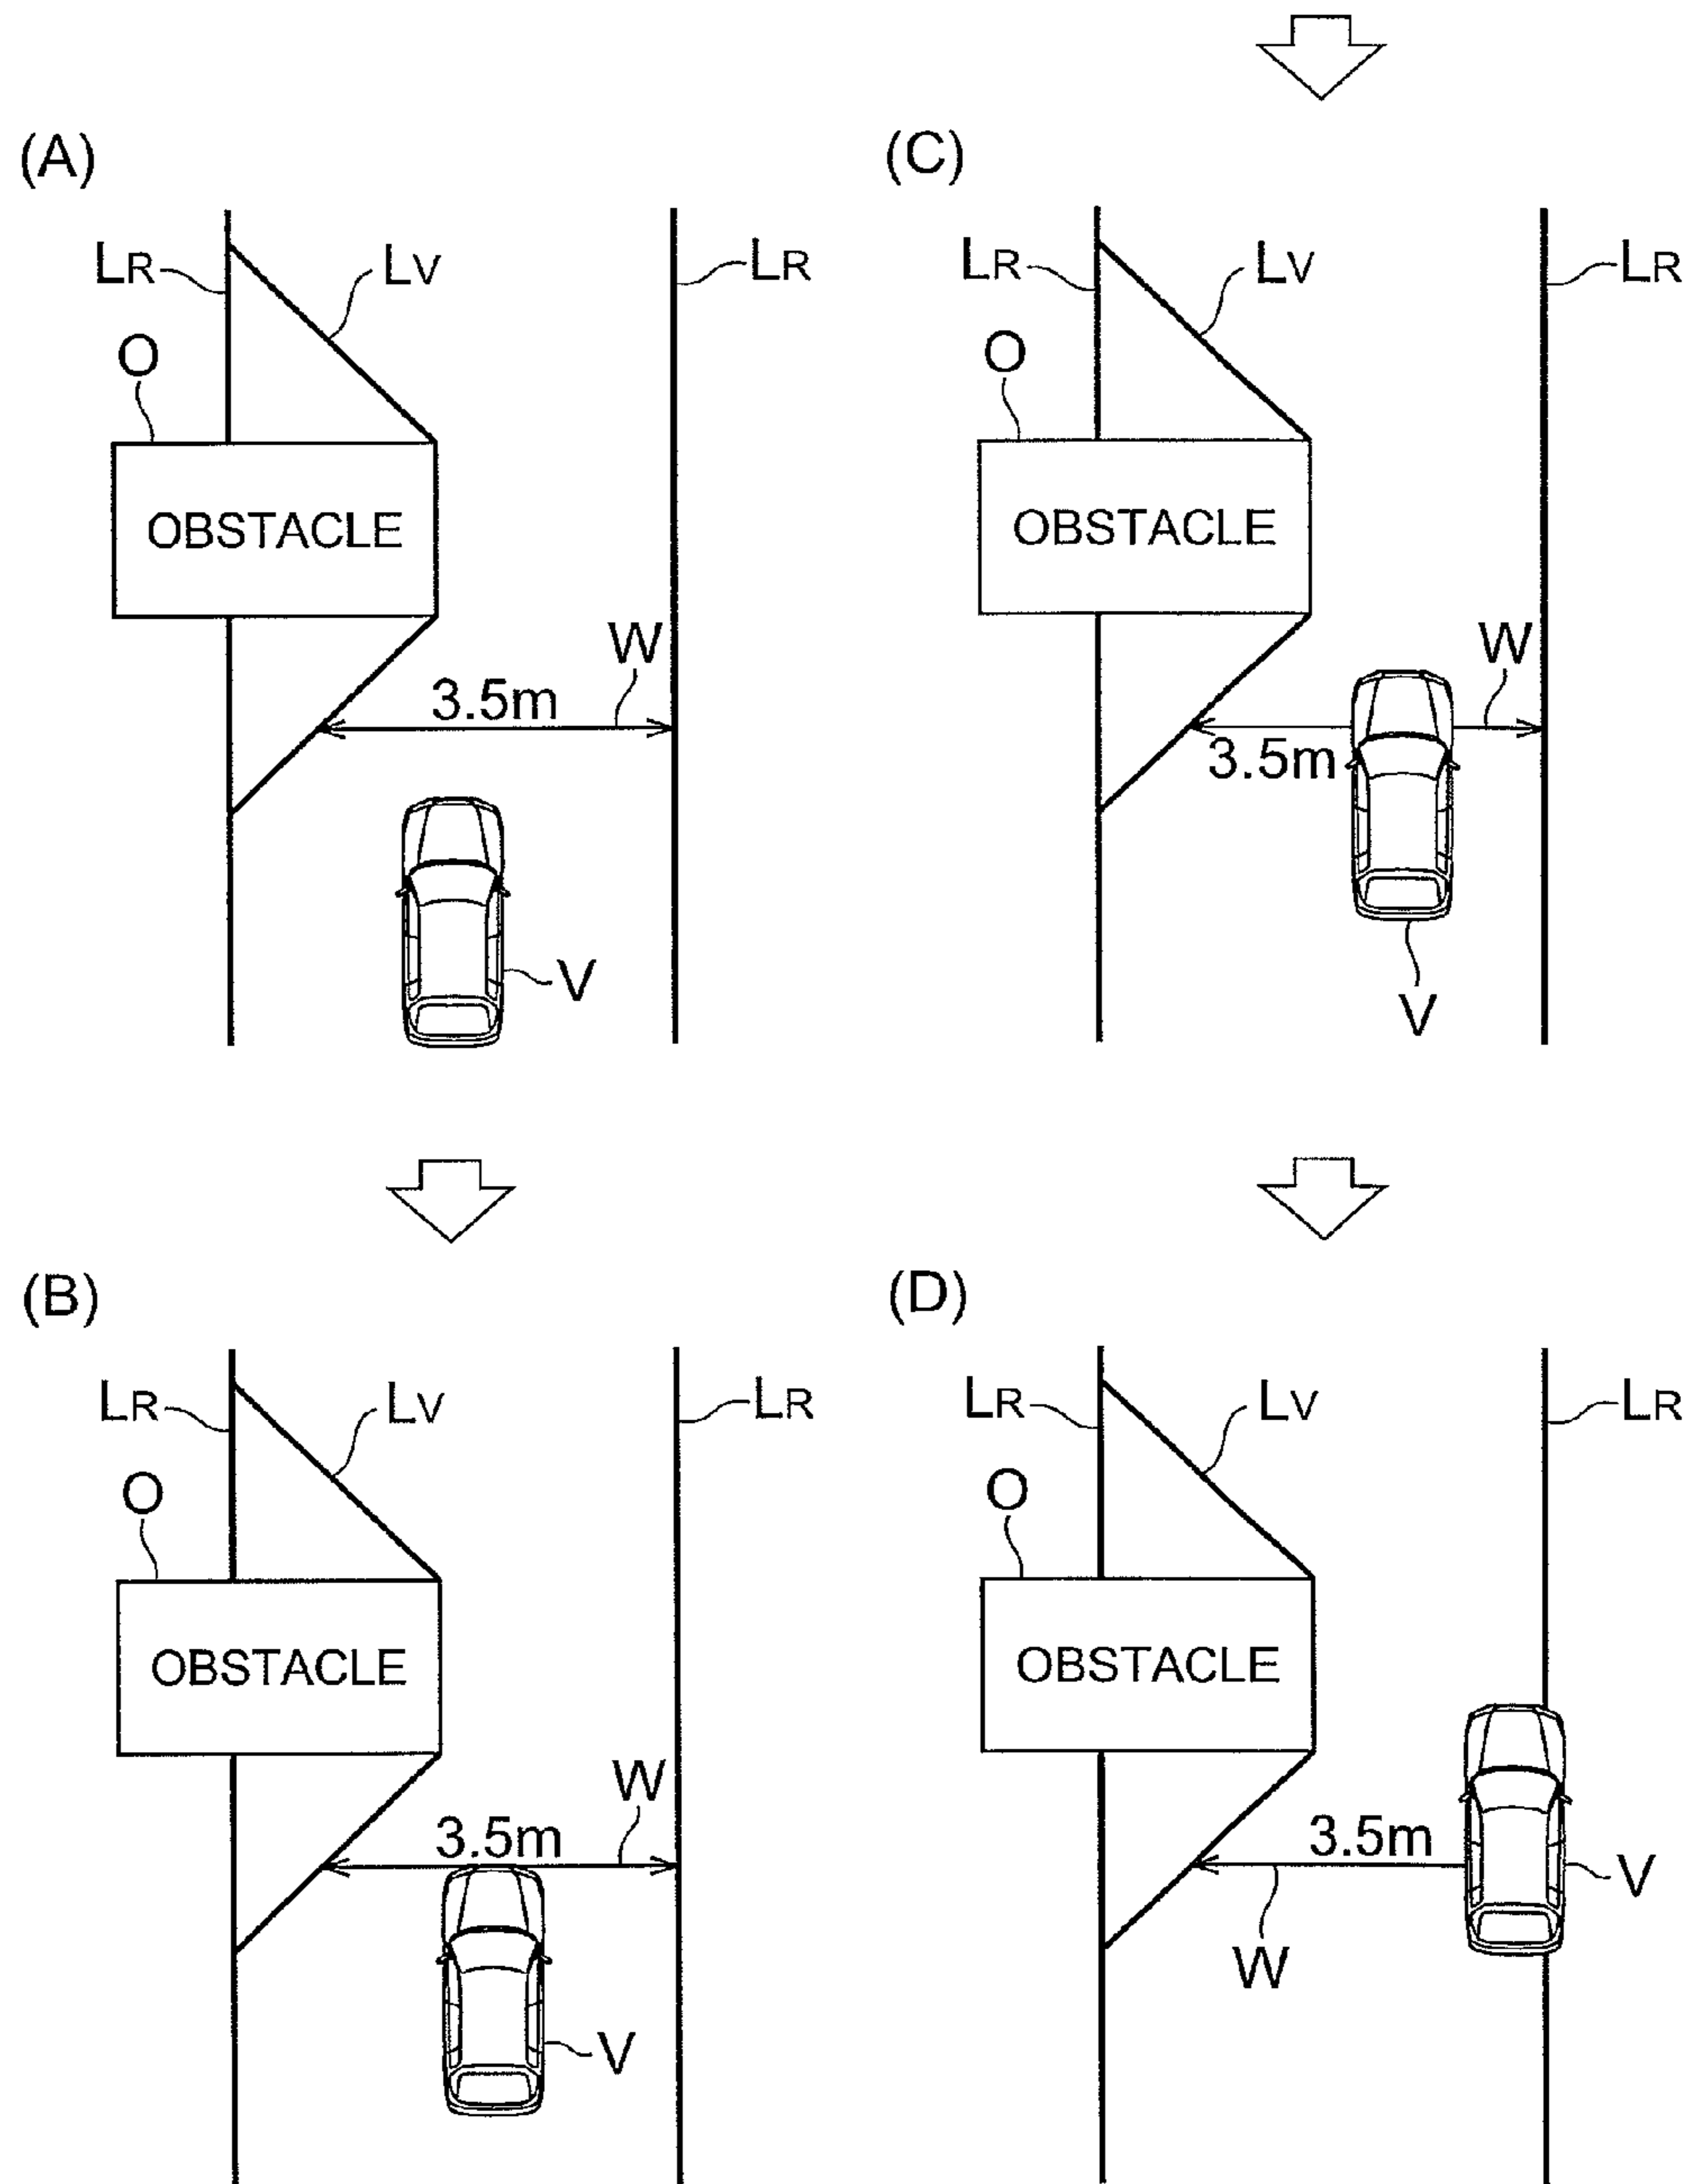 (A)
LR
LV
LR
O
OBSTACLE
W
3.5m
V
(B)
LR
LV
LR
O
OBSTACLE
W
3.5m
V
(C)
LR
LV
LR
O
OBSTACLE
W
3.5m
V
(D)
LR
LV
LR
O
OBSTACLE
3.5m
V
W